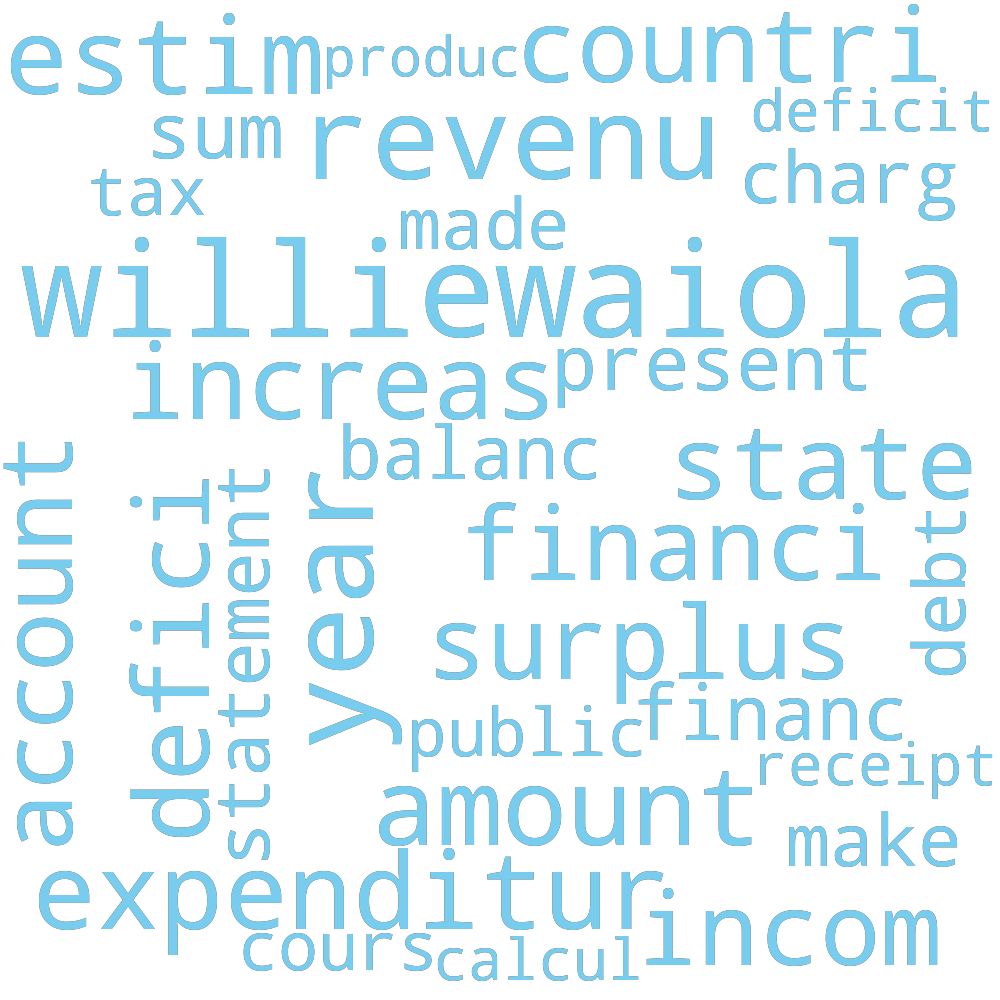 estim
produc
countri
sum
revenu
deficit
tax
charg
made
williewaiola
increas
present
balanc
state
account
defici
statement
year
financi
debt
surplus
public
financ
receipt
amount
make
expenditur
incom
cours
calcul